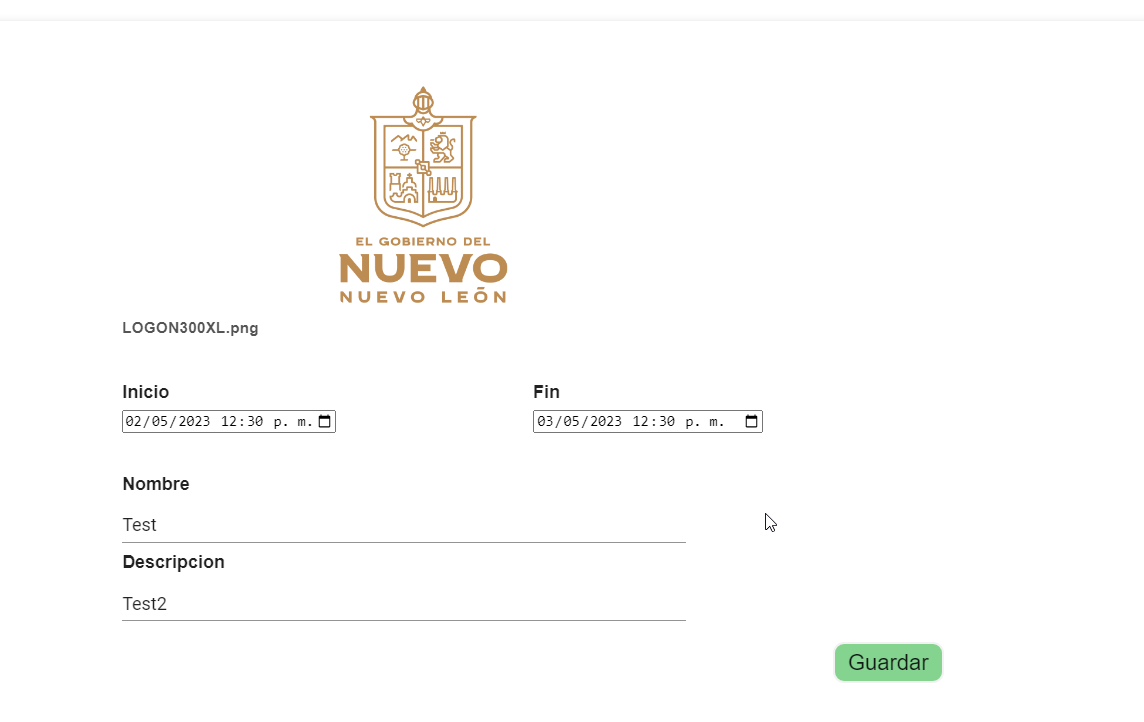 EL GOBIERNO DEL
NUEVO
NUEVO LEÓN
LOGON300XL.png
Inicio
02/05/2023 12:30 p. m.
Fin
03/05/2023 12:30 p. m.
Nombre
Test
Descripcion
Test2
Guardar